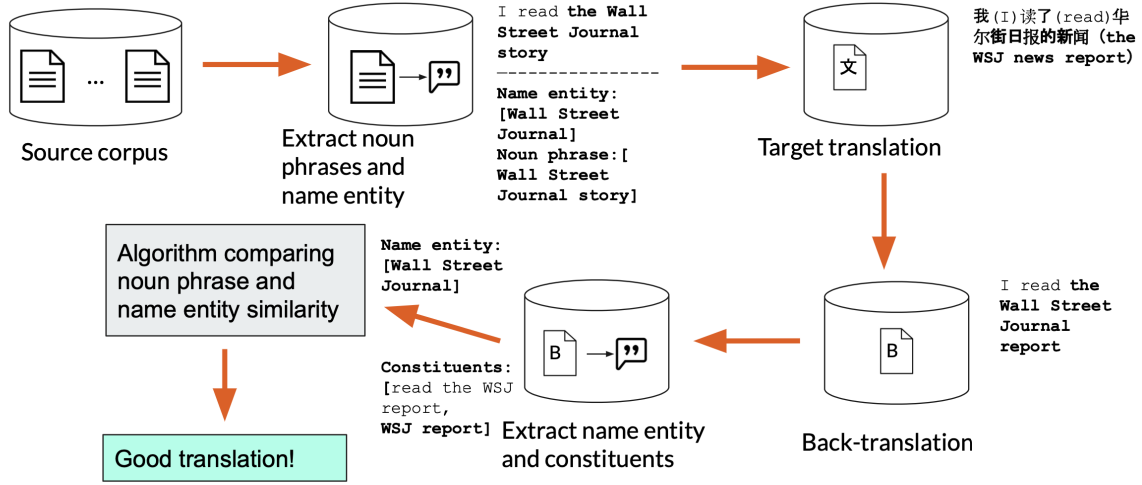 Source corpus
...
Extract noun
phrases and
name entity
I read the Wall
Street Journal
story
----------------
Name entity:
[Wall Street
Journal]
Noun phrase:[
Wall Street
Journal story]
文
Target translation
我(I)读了(read)华
尔街日报的新闻（the
WSJ news report）
B
Back-translation
I read the
Wall Street
Journal
report
B
Extract name entity
and constituents
Name entity:
[Wall Street
Journal]
Constituents:
[read the WSJ
report,
WSJ report]
Algorithm comparing
noun phrase and
name entity similarity
Good translation!